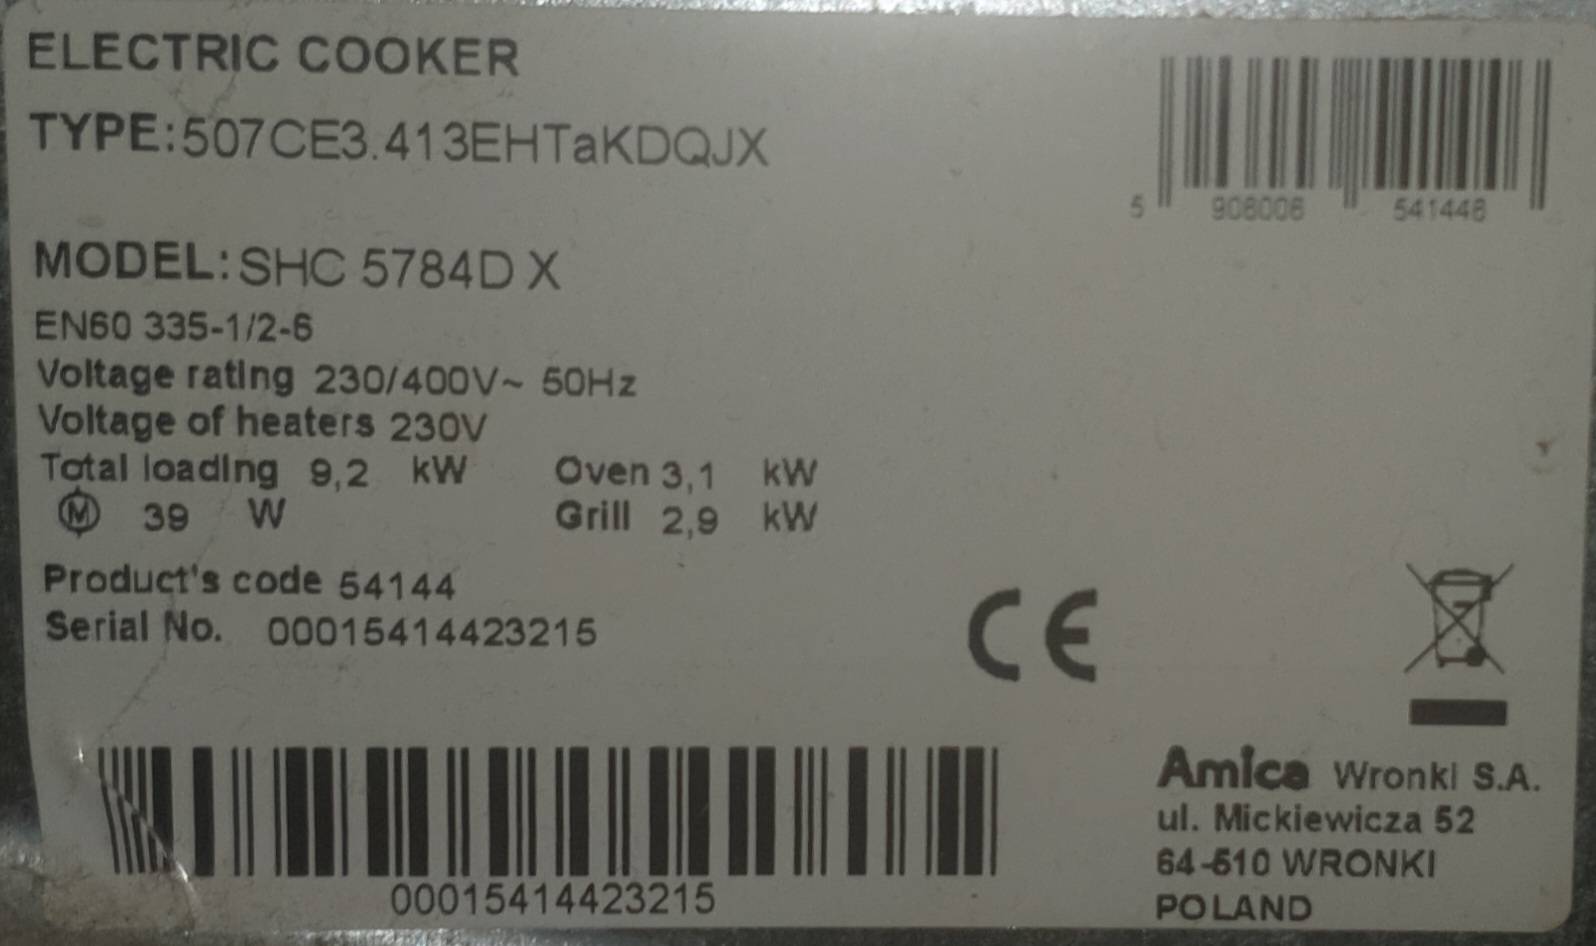 ELECTRIC COOKER
TYPE:507CE3.413EHTaKDQJX
5 908006 541448
MODEL:SHC 5784D X
EN60 335-1/2-6
Voltage rating 230/400V~ 50Hz
Voltage of heaters 230V
Total loading 9,2 kW Oven 3,1 kW
M 39 W Grill 2,9 kW
Product's code 54144
Serial No. 00015414423215
CE
00015414423215
Amica Wronki S.A.
ul. Mickiewicza 52
64-510 WRONKI
POLAND